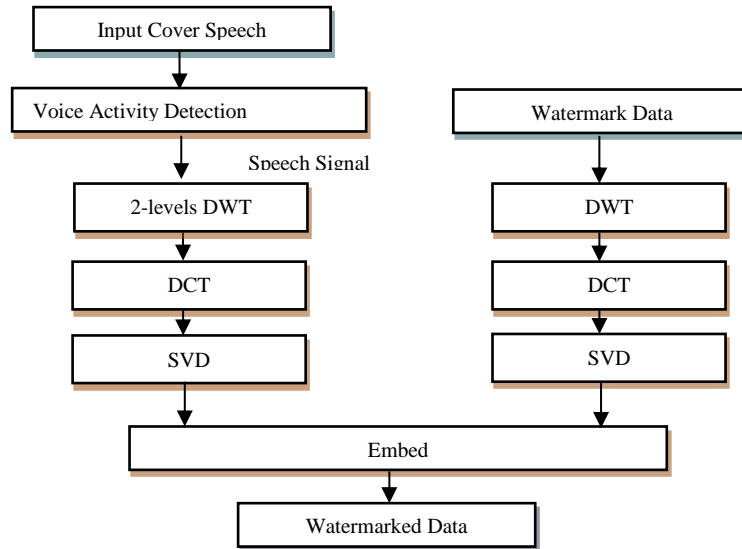 Input Cover Speech
Voice Activity Detection
Watermark Data
Speech Signal
2-levels DWT
DWT
DCT
DCT
SVD
SVD
Embed
Watermarked Data